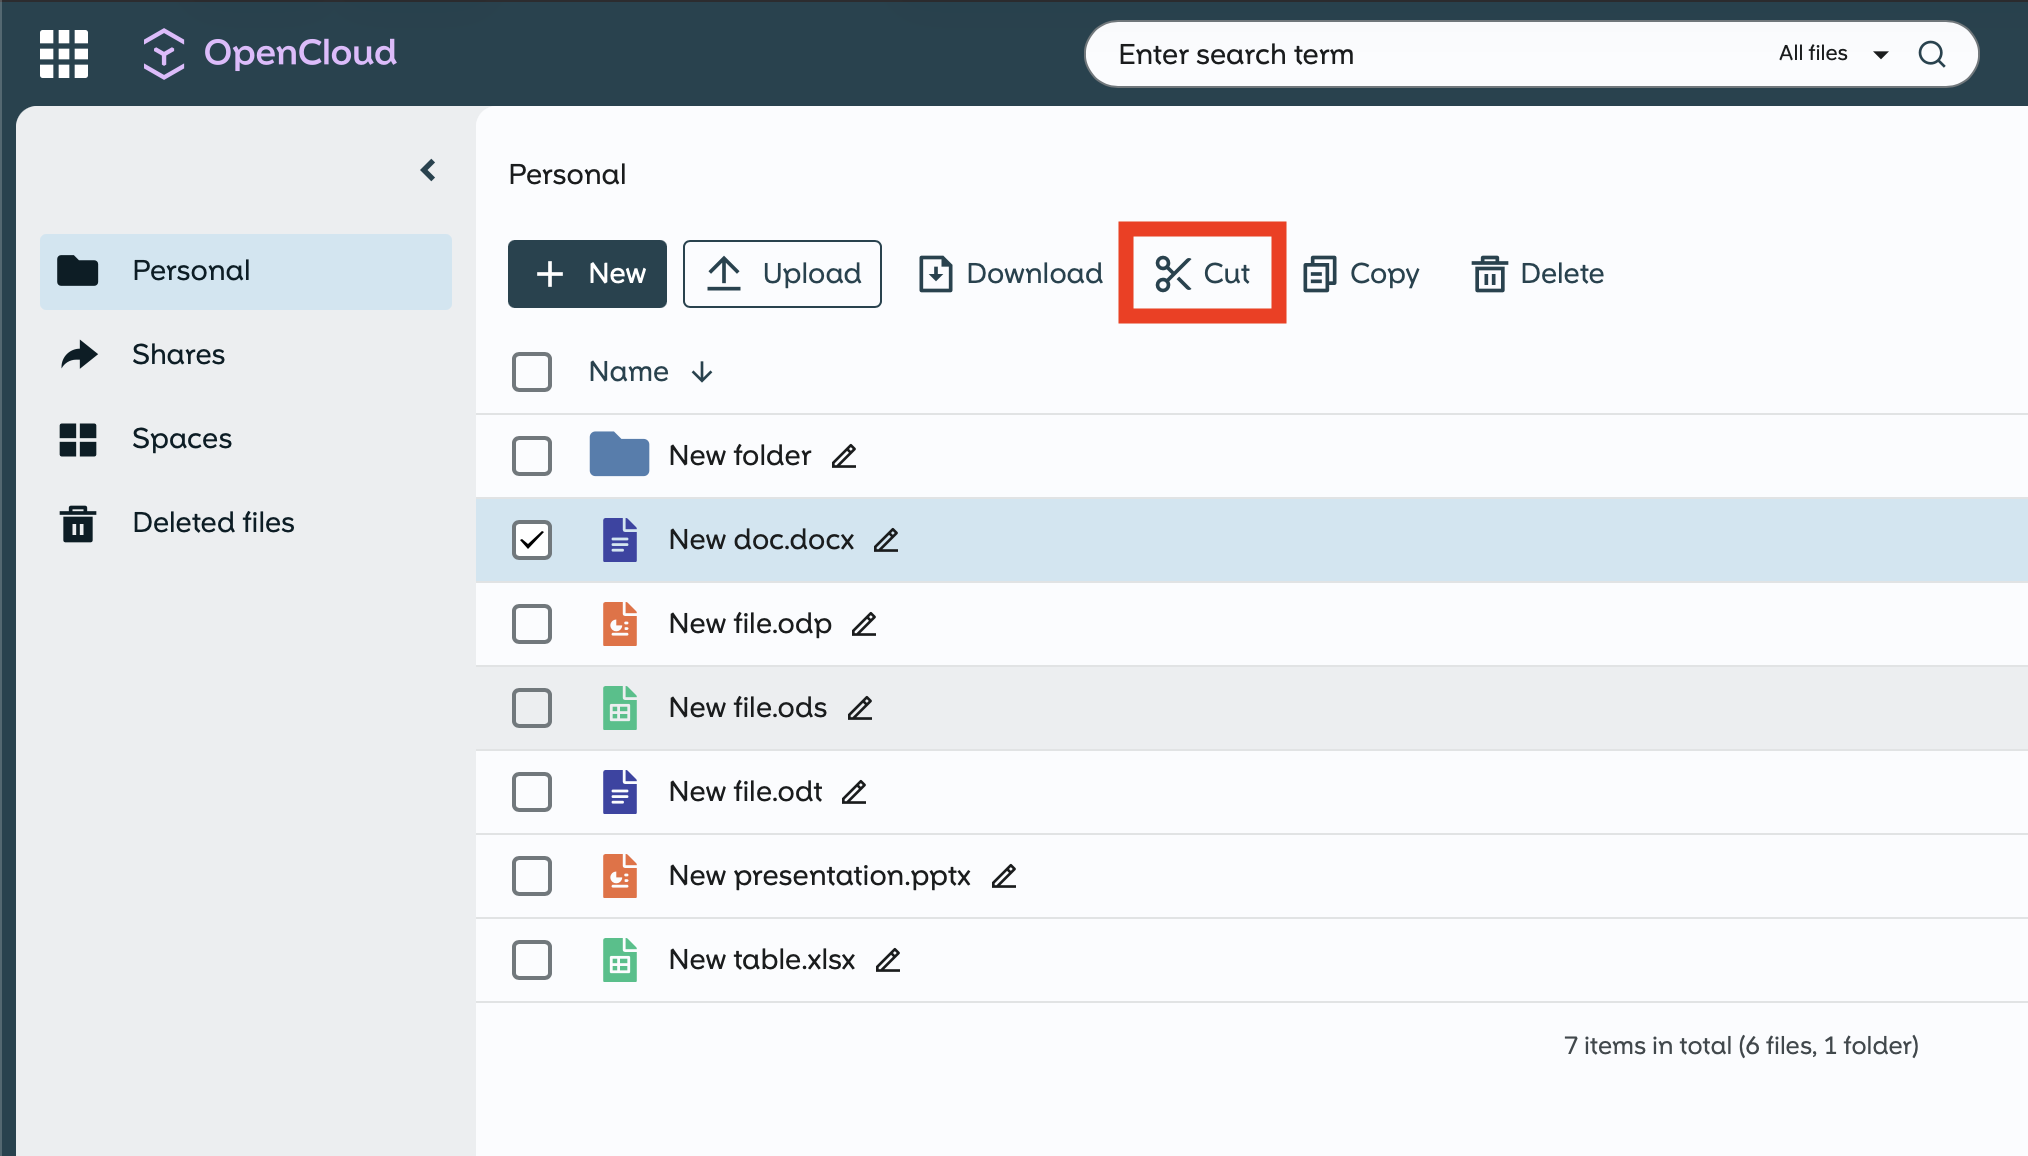 OpenCloud
Enter search term All files
Personal
Shares
Spaces
Deleted files
Personal
New Upload Download Cut Copy Delete
Name
New folder
New doc.docx
New file.odp
New file.ods
New file.odt
New presentation.pptx
New table.xlsx
7 items in total (6 files, 1 folder)